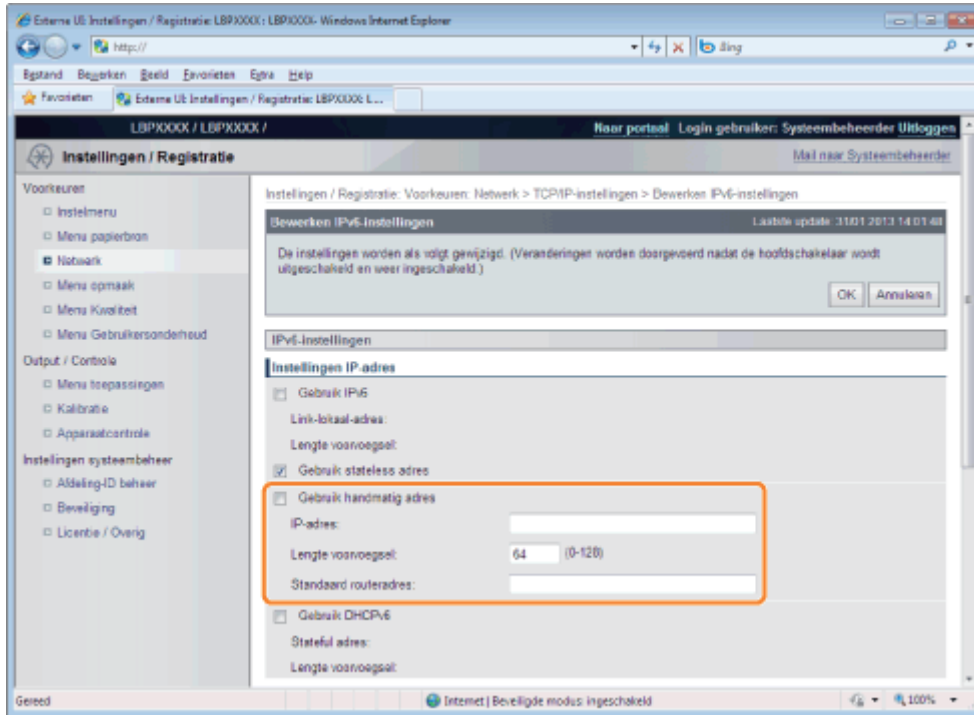 Externe UI: Instellingen / Registratie: LBPXXXX : LBPXXXX- Windows Internet Explorer
http://
Bing
Bestand Bewerken Beeld Favorieten Extra Help
Favorieten Externe UI: Instellingen / Registratie: LBPXXXX: L...
LBPXXXX / LBPXXXX /
Naar portaal Login gebruiker: Systeembeheerder Uitloggen
Instellingen / Registratie
Mail naar Systeembeheerder
Voorkeuren
Instelmenu
Menu papierbron
Netwerk
Menu opmaak
Menu Kwaliteit
Menu Gebruikersonderhoud
Output / Controle
Menu toepassingen
Kalibratie
Apparaatcontrole
Instellingen systeembeheer
Afdeling-ID beheer
Beveiliging
Licentie / Overig
Instellingen / Registratie: Voorkeuren: Netwerk > TCP/IP-instellingen > Bewerken IPv6-instellingen
Bewerken IPv6-instellingen
Laatste update: 31/01 2013 14:01:48
De instellingen worden als volgt gewijzigd. (Veranderingen worden doorgevoerd nadat de hoofdschakelaar wordt
uitgeschakeld en weer ingeschakeld.)
OK Annuleren
IPv6-instellingen
Instellingen IP-adres
Gebruik IPv6
Link-lokaal-adres:
Lengte voorvoegsel:
Gebruik stateless adres
Gebruik handmatig adres
IP-adres:
Lengte voorvoegsel: 64 (0-128)
Standaard routeradres:
Gebruik DHCPv6
Stateful adres:
Lengte voorvoegsel:
Gereed
Internet | Beveiligde modus: ingeschakeld
100%